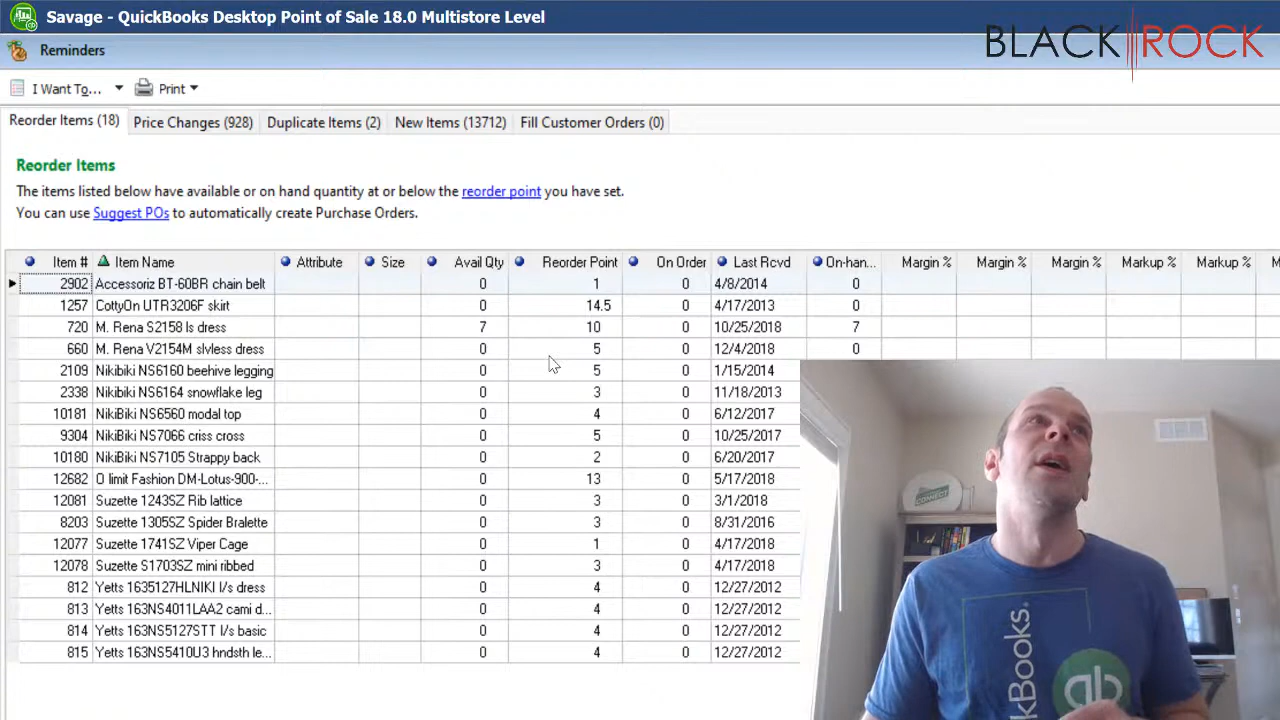 Savage - QuickBooks Desktop Point of Sale 18.0 Multistore Level
BLACK ROCK
Reminders
I Want To... Print
Reorder Items (18) Price Changes (928) Duplicate Items (2) New Items (13712) Fill Customer Orders (0)
Reorder Items
The items listed below have available or on hand quantity at or below the reorder point you have set.
You can use Suggest POs to automatically create Purchase Orders.
Item # Item Name Attribute Size Avail Qty Reorder Point On Order Last Rcvd On-han... Margin % Margin % Margin % Markup % Markup % M
2902 Accessoriz BT-60BR chain belt 0 1 0 4/8/2014 0
1257 CottyOn UTR3206F skirt 0 14.5 0 4/17/2013 0
720 M. Rena S2158 ls dress 7 10 0 10/25/2018 7
660 M. Rena V2154M slvless dress 0 5 0 12/4/2018 0
2109 Nikibiki NS6160 beehive legging 0 5 0 1/15/2014
2338 Nikibiki NS6164 snowflake leg 0 3 0 11/18/2013
10181 NikiBiki NS6560 modal top 0 4 0 6/12/2017
9304 NikiBiki NS7066 criss cross 0 5 0 10/25/2017
10180 NikiBiki NS7105 Strappy back 0 2 0 6/20/2017
12682 O limit Fashion DM-Lotus-900-... 0 13 0 5/17/2018
12081 Suzette 1243SZ Rib lattice 0 3 0 3/1/2018
8203 Suzette 1305SZ Spider Bralette 0 3 0 8/31/2016
12077 Suzette 1741SZ Viper Cage 0 1 0 4/17/2018
12078 Suzette S1703SZ mini ribbed 0 3 0 4/17/2018
812 Yetts 1635127HLNIKI l/s dress 0 4 0 12/27/2012
813 Yetts 163NS4011LAA2 cami d... 0 4 0 12/27/2012
814 Yetts 163NS5127STT l/s basic 0 4 0 12/27/2012
815 Yetts 163NS5410U3 hndsth le... 0 4 0 12/27/2012
CONNECT
QuickBooks.
qb